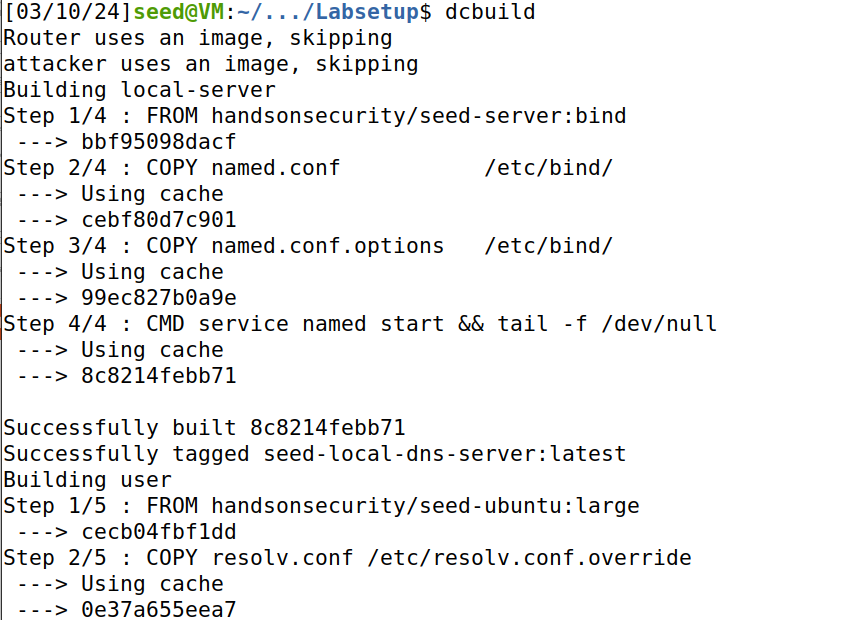 [03/10/24]seed@VM:~/.../Labsetup$ dcbuild
Router uses an image, skipping
attacker uses an image, skipping
Building local-server
Step 1/4 : FROM handsonsecurity/seed-server:bind
 ---> bbf95098dacf
Step 2/4 : COPY named.conf           /etc/bind/
 ---> Using cache
 ---> cebf80d7c901
Step 3/4 : COPY named.conf.options   /etc/bind/
 ---> Using cache
 ---> 99ec827b0a9e
Step 4/4 : CMD service named start && tail -f /dev/null
 ---> Using cache
 ---> 8c8214febb71

Successfully built 8c8214febb71
Successfully tagged seed-local-dns-server:latest
Building user
Step 1/5 : FROM handsonsecurity/seed-ubuntu:large
 ---> cecb04fbf1dd
Step 2/5 : COPY resolv.conf /etc/resolv.conf.override
 ---> Using cache
 ---> 0e37a655eea7